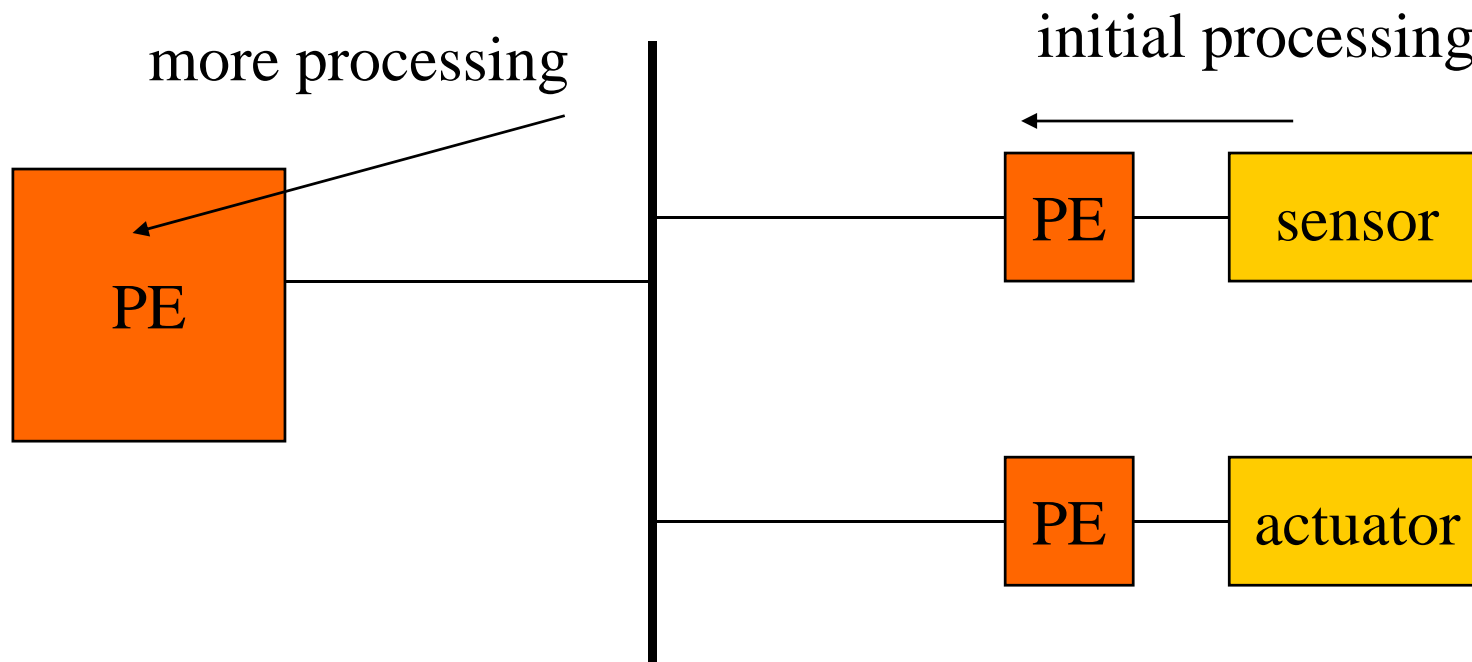 more processing
initial processing
PE
sensor
PE
PE
actuator